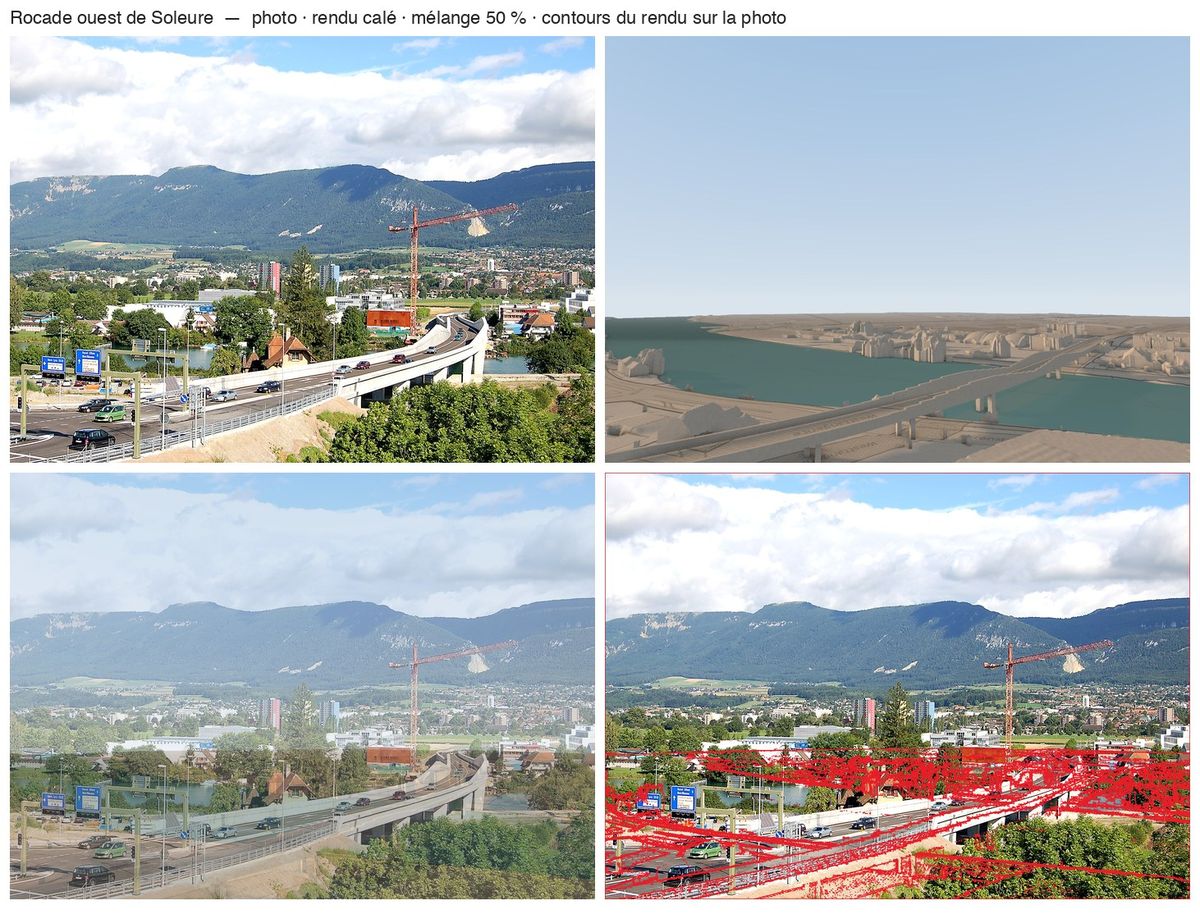 Rocade ouest de Soleure — photo · rendu calé · mélange 50 % · contours du rendu sur la photo